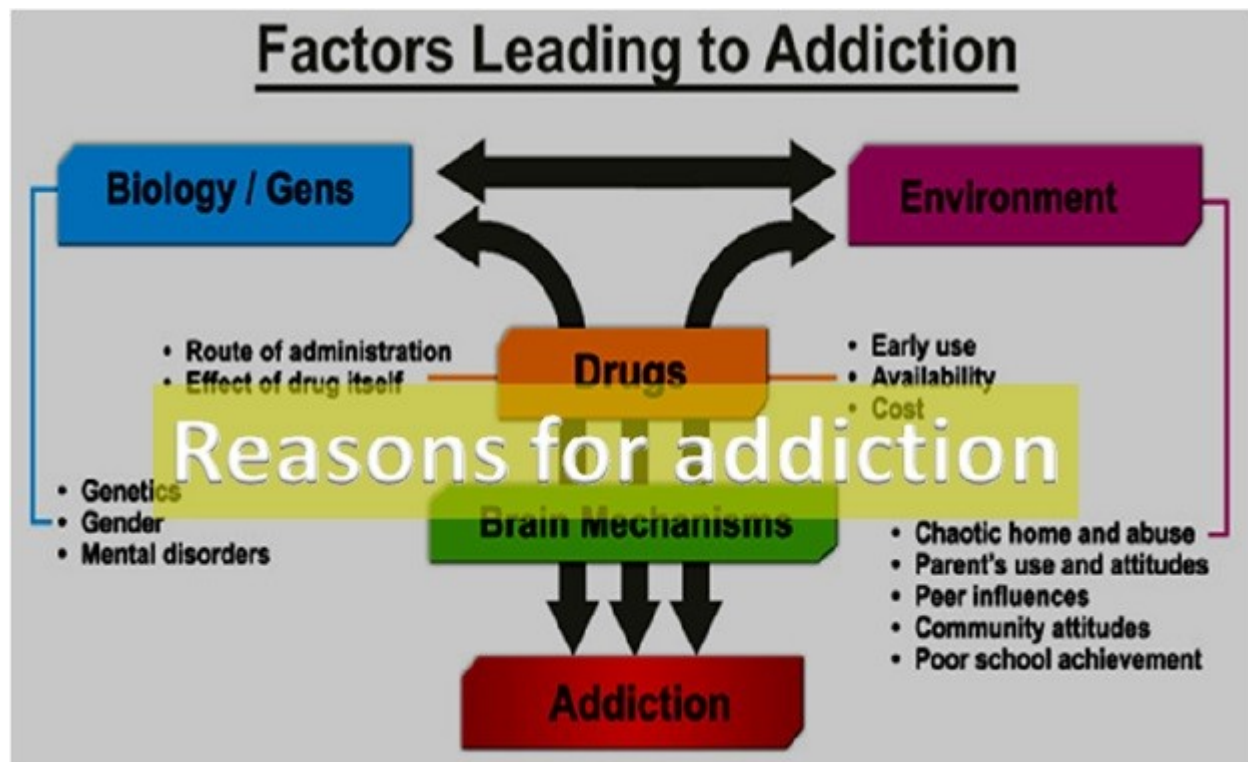 Factors Leading to Addiction
Biology / Gens
Environment
• Route of administration
• Effect of drug itself
Drugs
• Early use
• Availability
• Cost
Reasons for addiction
• Genetics
• Gender
• Mental disorders
Brain Mechanisms
• Chaotic home and abuse
• Parent's use and attitudes
• Peer influences
• Community attitudes
• Poor school achievement
Addiction